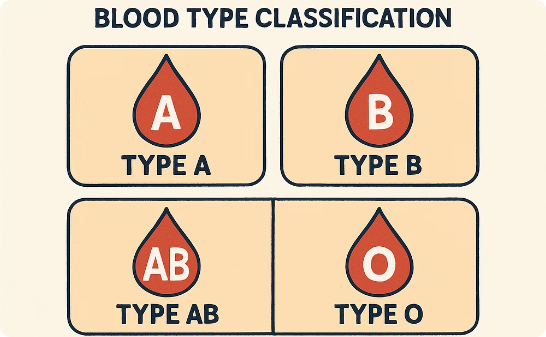 BLOOD TYPE CLASSIFICATION
A
TYPE A
B
TYPE B
AB
TYPE AB
O
TYPE O